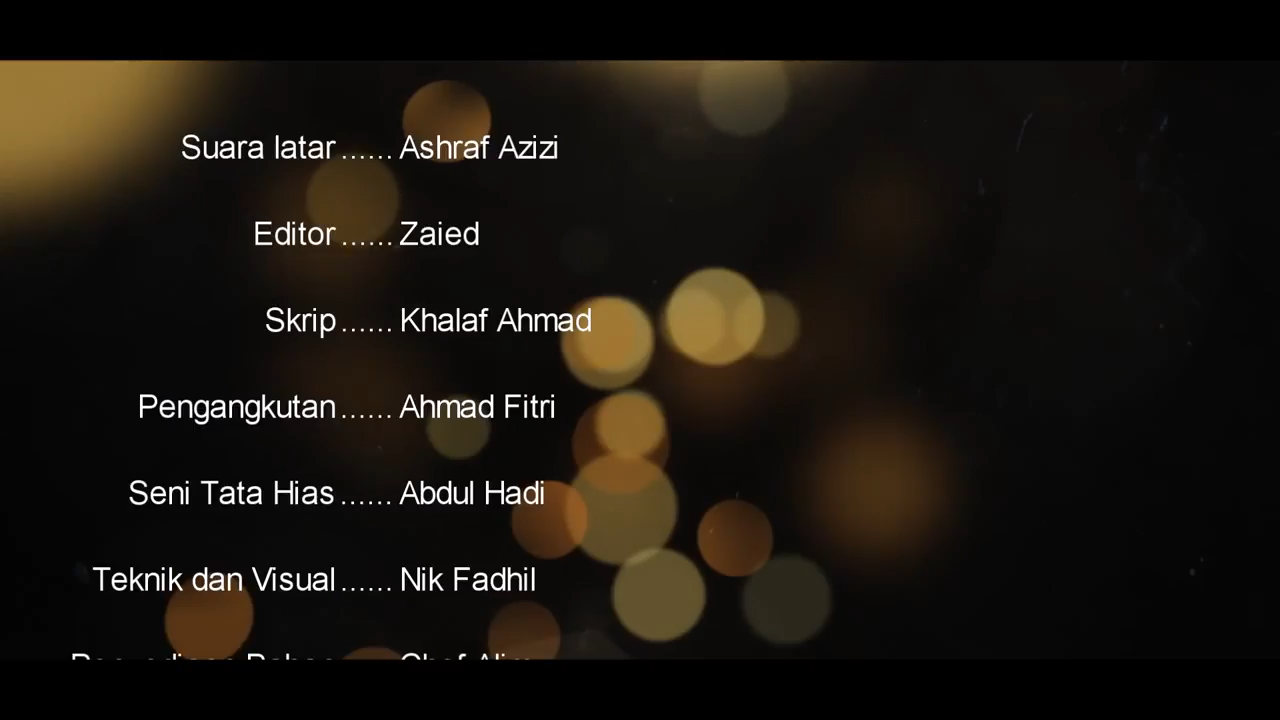 Suara latar ...... Ashraf Azizi
Editor ...... Zaied
Skrip ...... Khalaf Ahmad
Pengangkutan ...... Ahmad Fitri
Seni Tata Hias ...... Abdul Hadi
Teknik dan Visual ...... Nik Fadhil